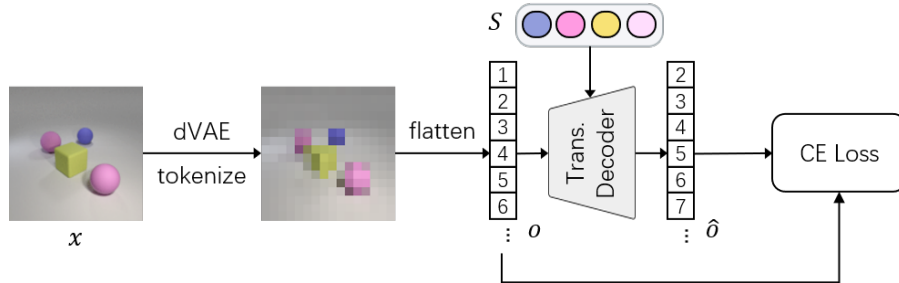 S
dVAE
tokenize
x
flatten
1
2
3
4
5
6
...
o
Trans.
Decoder
2
3
4
5
6
7
...
ô
CE Loss